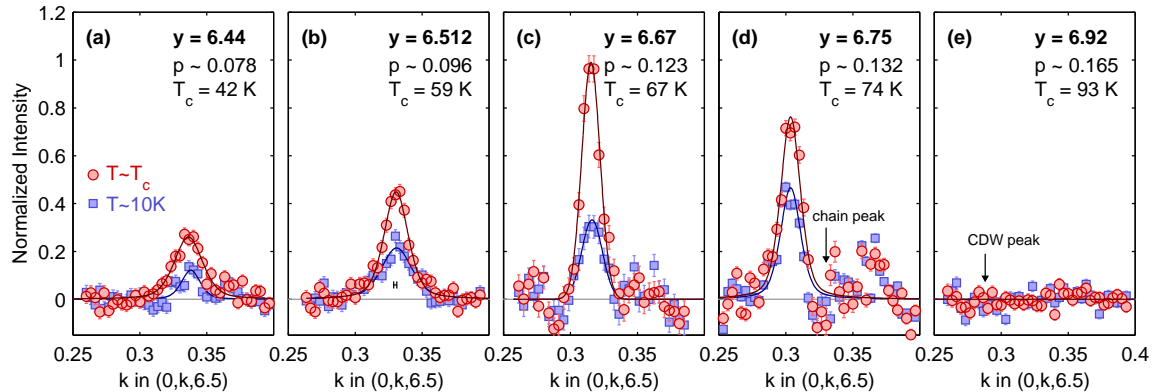 1.2
1
0.8
0.6
0.4
0.2
0
Normalized Intensity
(a)
y = 6.44
p ~ 0.078
T_c = 42 K
T~T_c
T~10K
0.25
0.3
0.35
k in (0,k,6.5)
(b)
y = 6.512
p ~ 0.096
T_c = 59 K
0.25
0.3
0.35
k in (0,k,6.5)
(c)
y = 6.67
p ~ 0.123
T_c = 67 K
0.25
0.3
0.35
k in (0,k,6.5)
(d)
y = 6.75
p ~ 0.132
T_c = 74 K
chain peak
0.25
0.3
0.35
k in (0,k,6.5)
(e)
y = 6.92
p ~ 0.165
T_c = 93 K
CDW peak
0.25
0.3
0.35
0.4
k in (0,k,6.5)